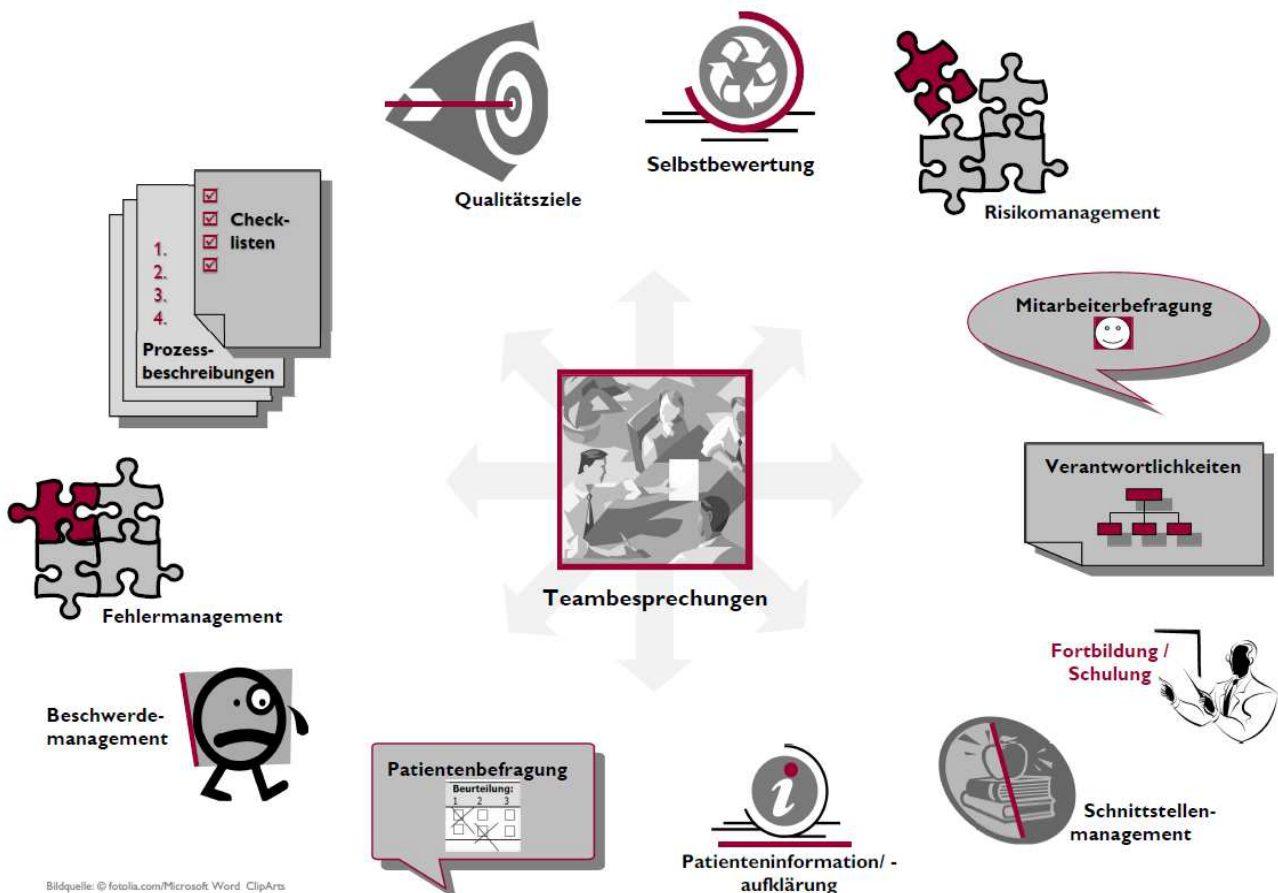 Qualitätsziele
Selbstbewertung
Risikomanagement
Check-
listen
1.
2.
3.
4.
Prozess-
beschreibungen
Mitarbeiterbefragung
Verantwortlichkeiten
Teambesprechungen
Fehlermanagement
Fortbildung /
Schulung
Beschwerde-
management
Patientenbefragung
Beurteilung:
1 2 3
i
Patienteninformation/ -
aufklärung
Schnittstellen-
management
Bildquelle: © fotolia.com/Microsoft Word ClipArts